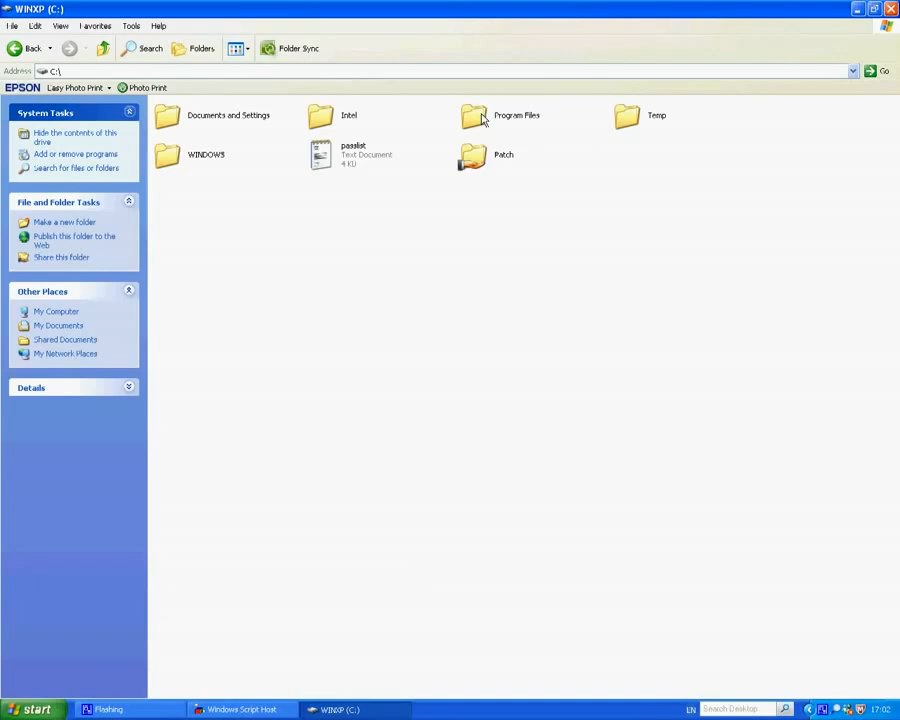 WINXP (C:)
File Edit View Favorites Tools Help
Back Search Folders Folder Sync
Address C:\ Go
EPSON Easy Photo Print Photo Print
System Tasks
Hide the contents of this
drive
Add or remove programs
Search for files or folders
File and Folder Tasks
Make a new folder
Publish this folder to the
Web
Share this folder
Other Places
My Computer
My Documents
Shared Documents
My Network Places
Details
Documents and Settings Intel Program Files Temp
WINDOWS passlist
Text Document
4 KU
Patch
start Flashing Windows Script Host WINXP (C:) EN Search Desktop 17:02